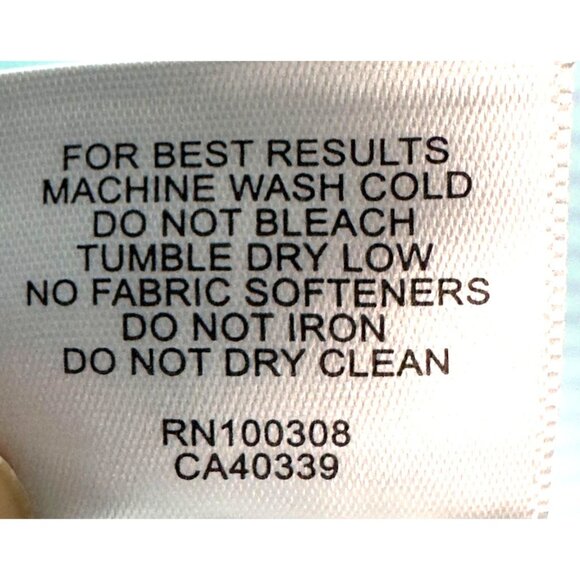 FOR BEST RESULTS
MACHINE WASH COLD
DO NOT BLEACH
TUMBLE DRY LOW
NO FABRIC SOFTENERS
DO NOT IRON
DO NOT DRY CLEAN
RN100308
CA40339